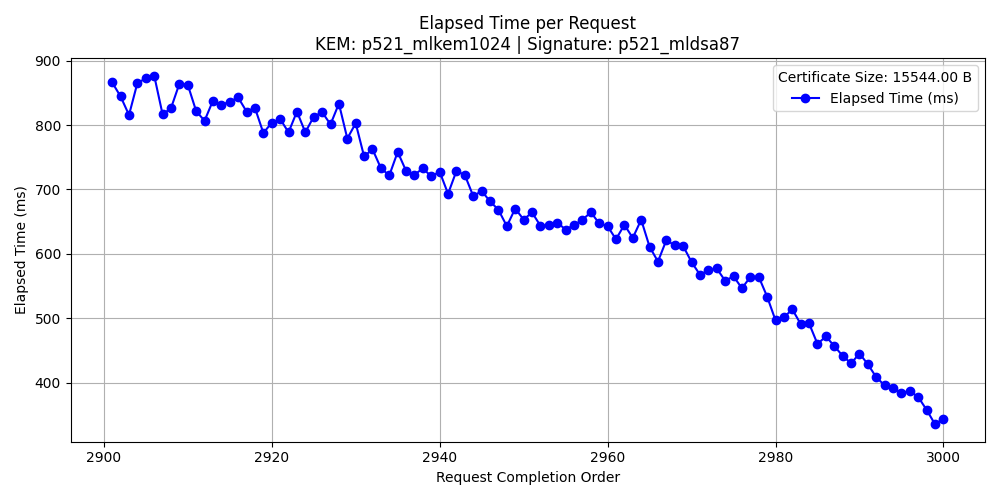 Elapsed Time per Request
KEM: p521_mlkem1024 | Signature: p521_mldsa87
Certificate Size: 15544.00 B
Elapsed Time (ms)
Elapsed Time (ms)
900
800
700
600
500
400
2900 2920 2940 2960 2980 3000
Request Completion Order